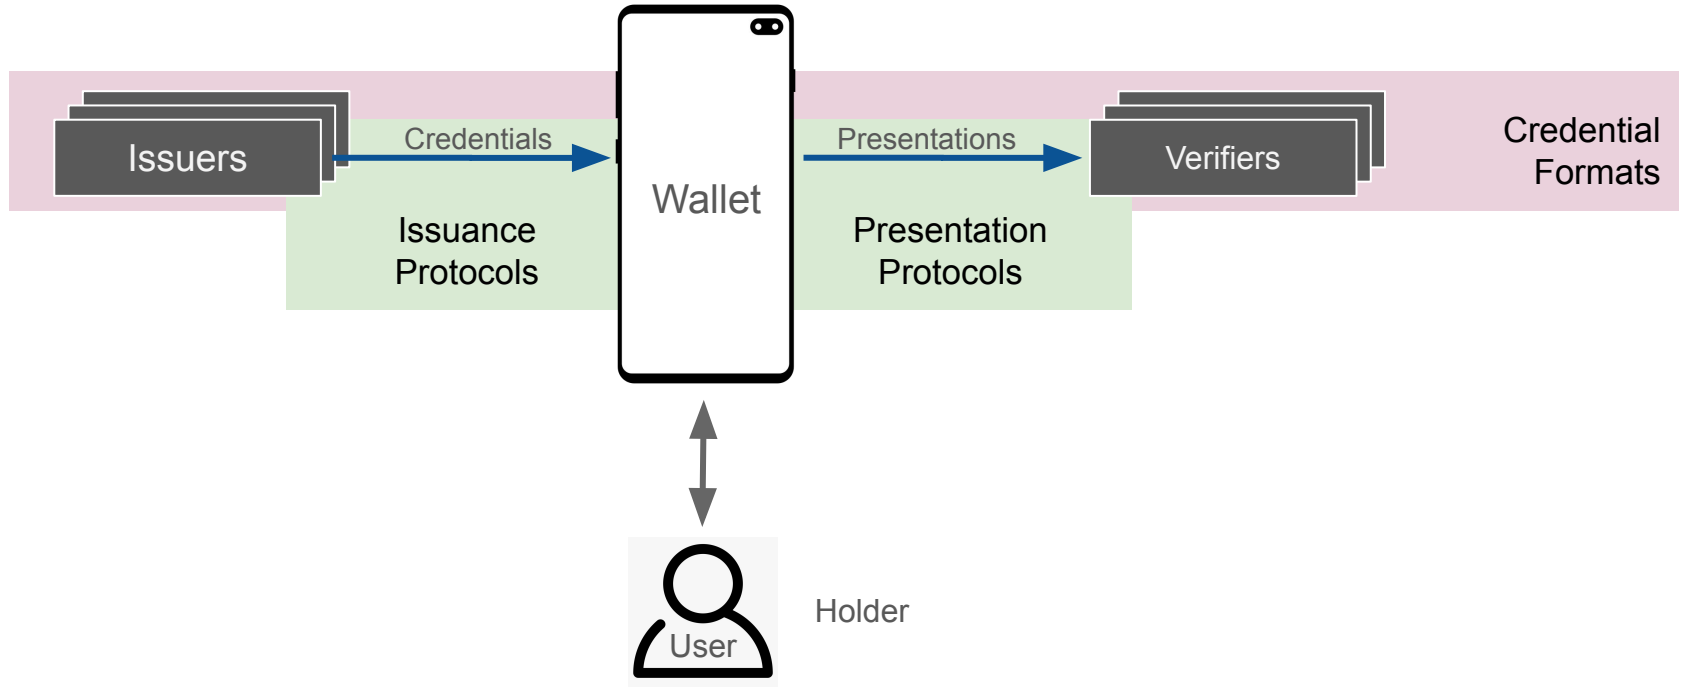 Issuers
Credentials
Issuance
Protocols
Wallet
Presentations
Presentation
Protocols
Verifiers
Credential
Formats
User
Holder